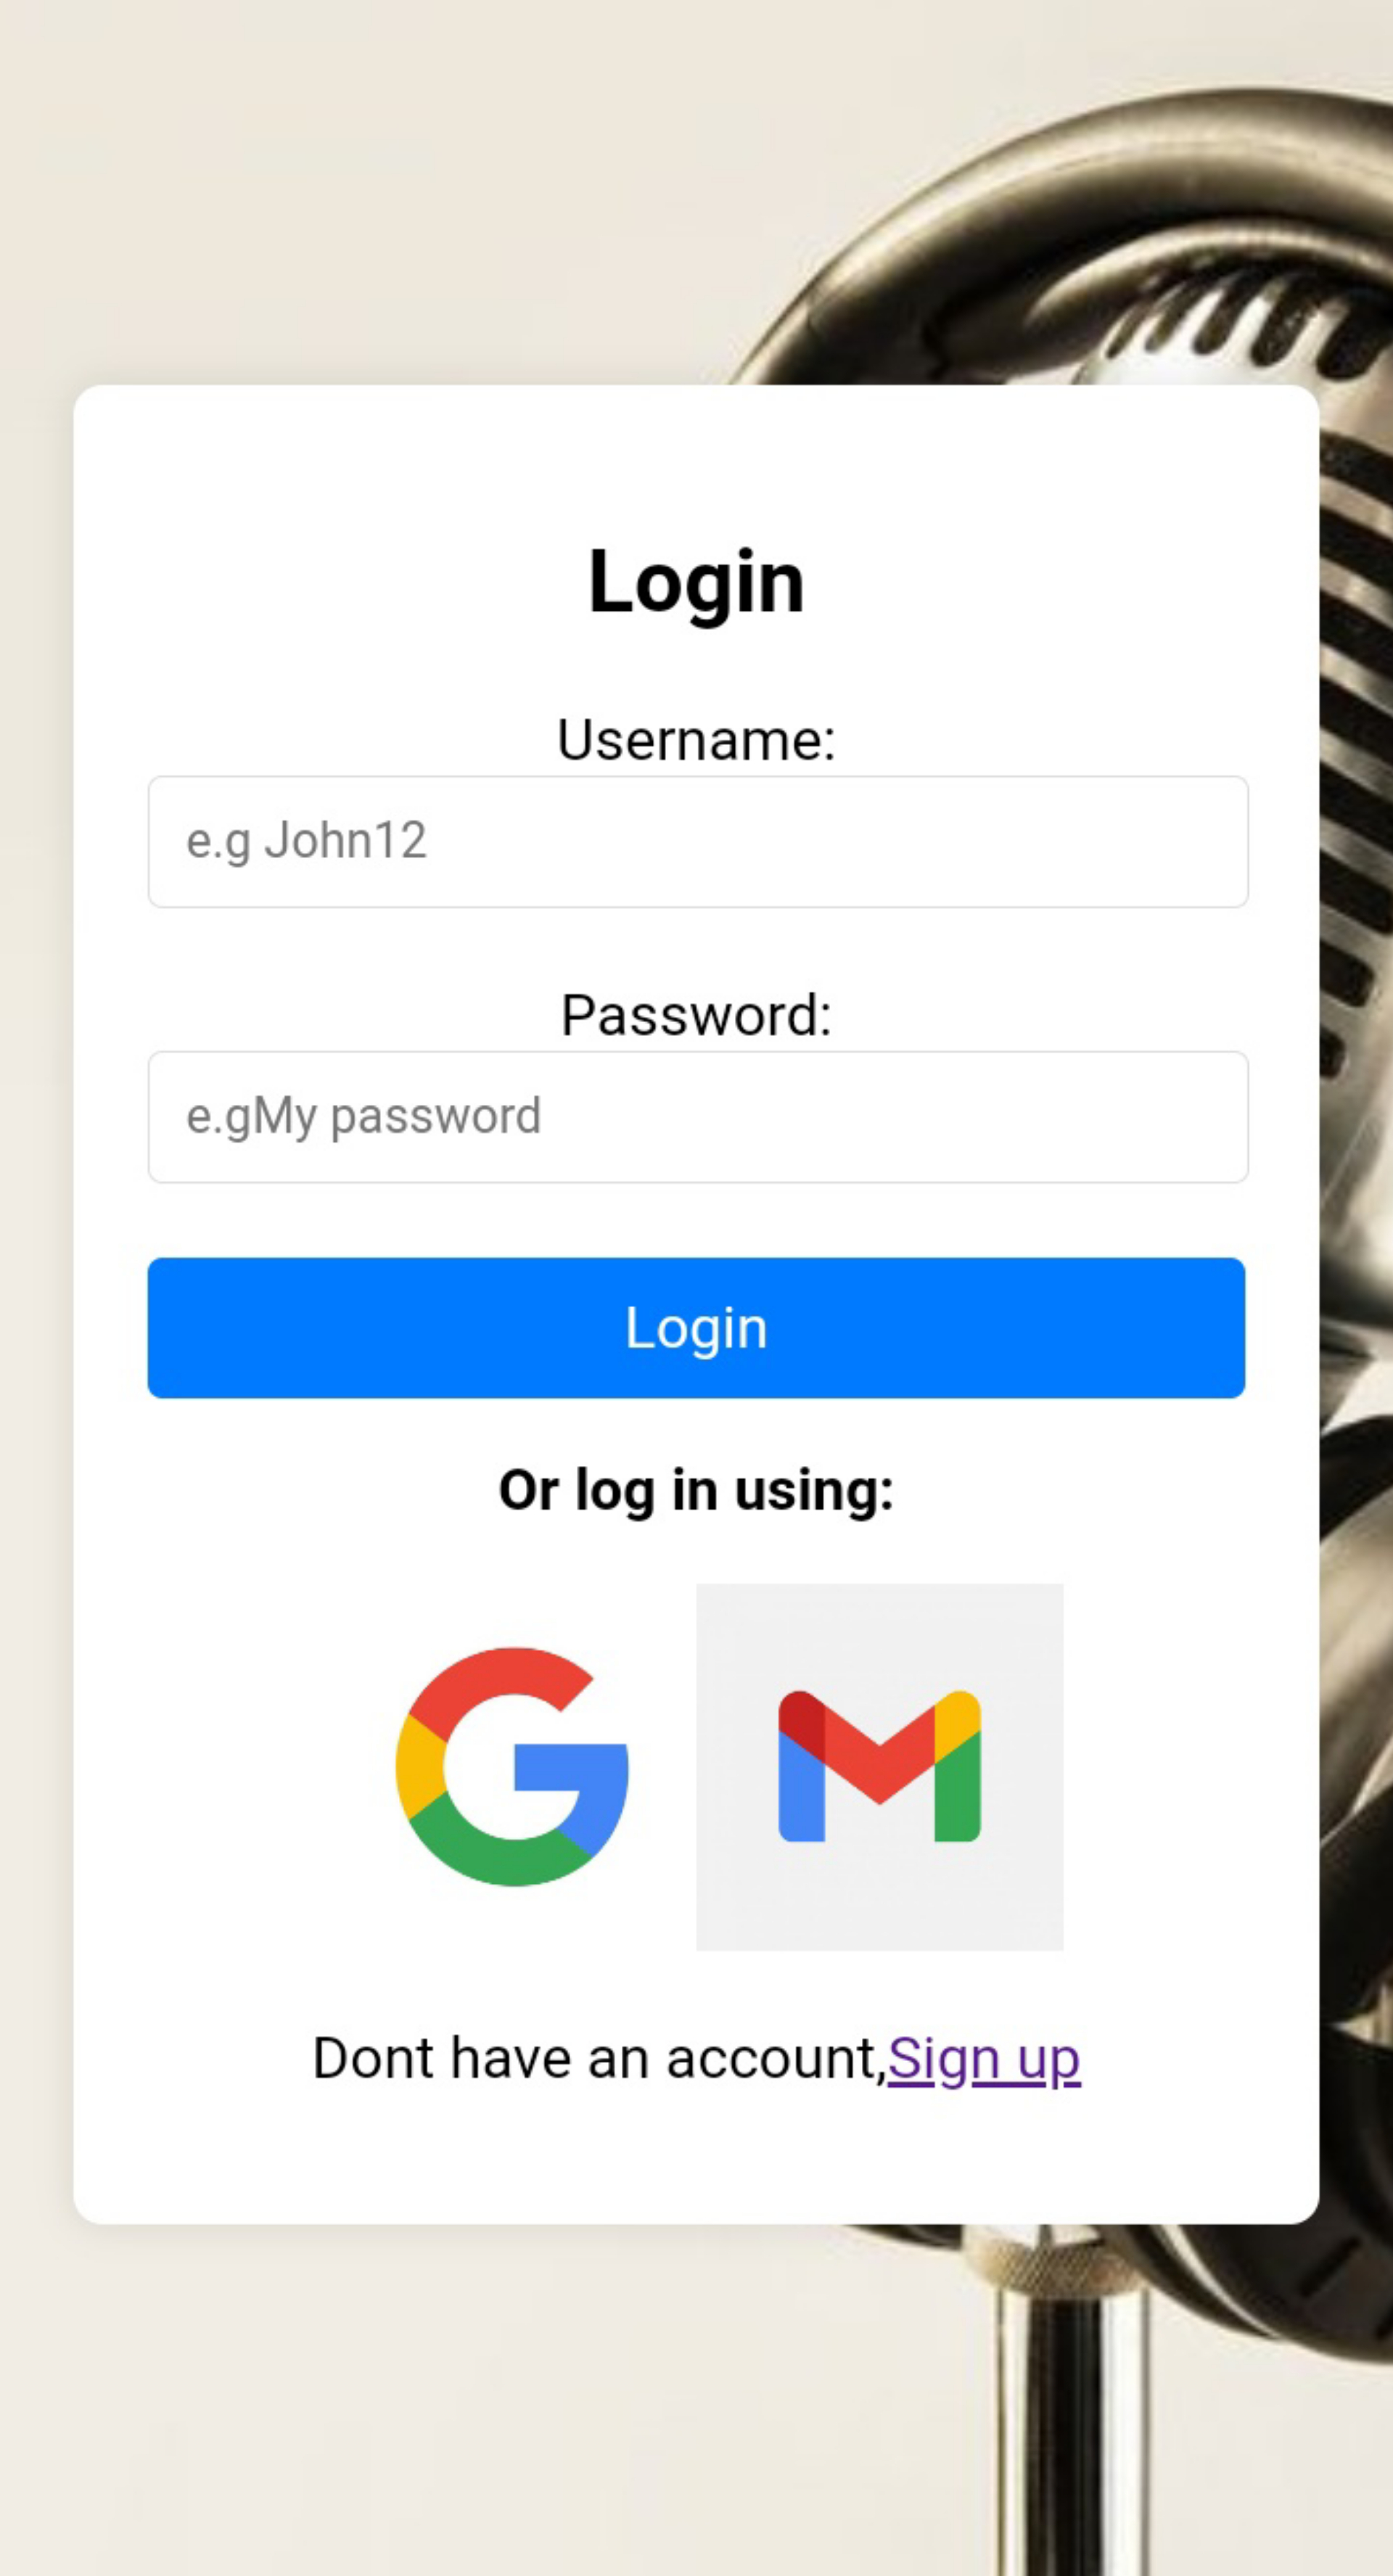 Login
Username:
e.g John12
Password:
e.gMy password
Login
Or log in using:
Dont have an account,Sign up